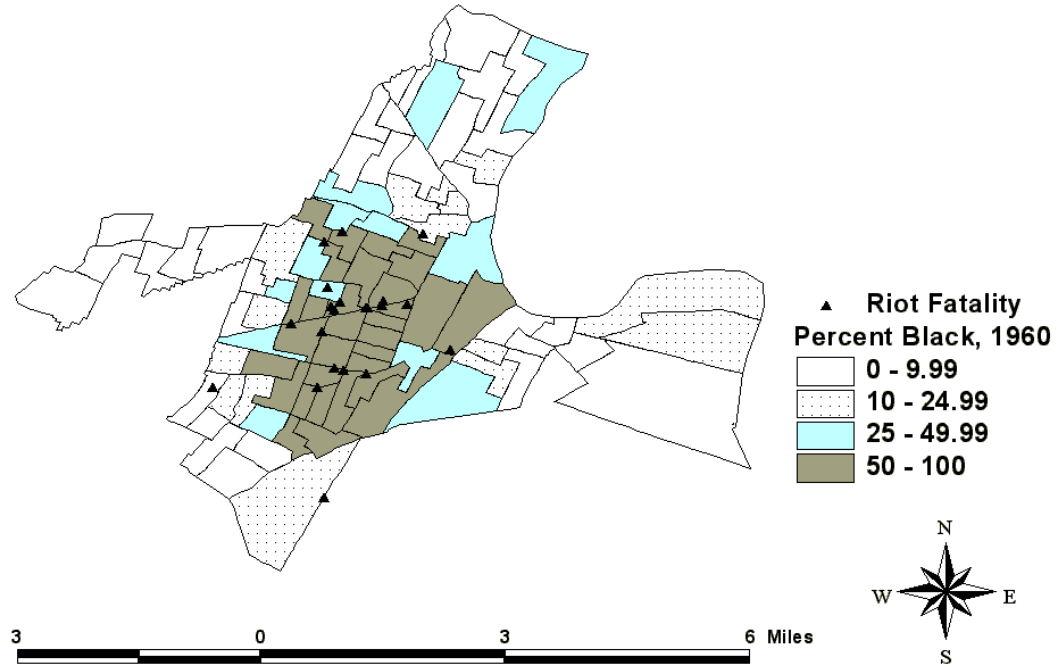 Riot Fatality
Percent Black, 1960
0 - 9.99
10 - 24.99
25 - 49.99
50 - 100
N
W E
S
3 0 3 6 Miles